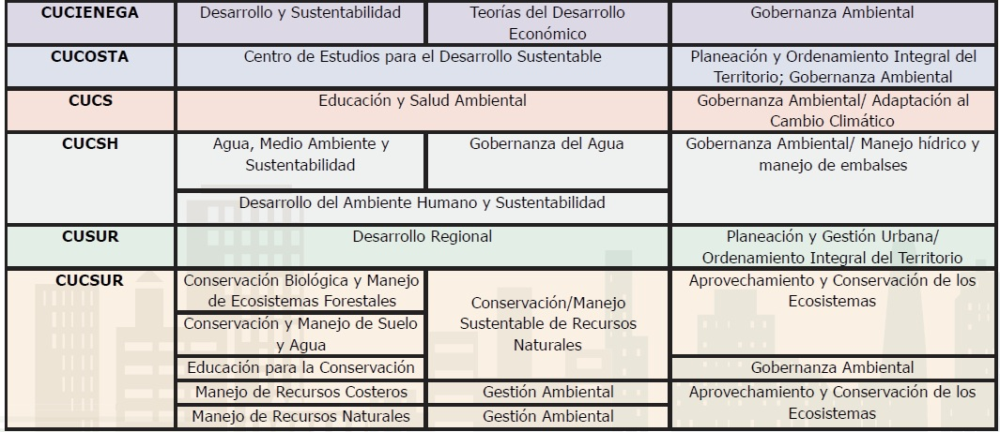 CUCIENEGA
Desarrollo y Sustentabilidad
Teorías del Desarrollo
Económico
Gobernanza Ambiental
CUCOSTA
Centro de Estudios para el Desarrollo Sustentable
Planeación y Ordenamiento Integral del
Territorio; Gobernanza Ambiental
CUCS
Educación y Salud Ambiental
Gobernanza Ambiental/ Adaptación al
Cambio Climático
CUCSH
Agua, Medio Ambiente y
Sustentabilidad
Gobernanza del Agua
Gobernanza Ambiental/ Manejo hídrico y
manejo de embalses
Desarrollo del Ambiente Humano y Sustentabilidad
CUSUR
Desarrollo Regional
Planeación y Gestión Urbana/
Ordenamiento Integral del Territorio
CUCSUR
Conservación Biológica y Manejo
de Ecosistemas Forestales
Conservación/Manejo
Sustentable de Recursos
Naturales
Aprovechamiento y Conservación de los
Ecosistemas
Conservación y Manejo de Suelo
y Agua
Educación para la Conservación
Gobernanza Ambiental
Manejo de Recursos Costeros
Gestión Ambiental
Aprovechamiento y Conservación de los
Ecosistemas
Manejo de Recursos Naturales
Gestión Ambiental